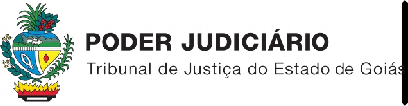 PODER JUDICIÁRIO
Tribunal de Justiça do Estado de Goiás